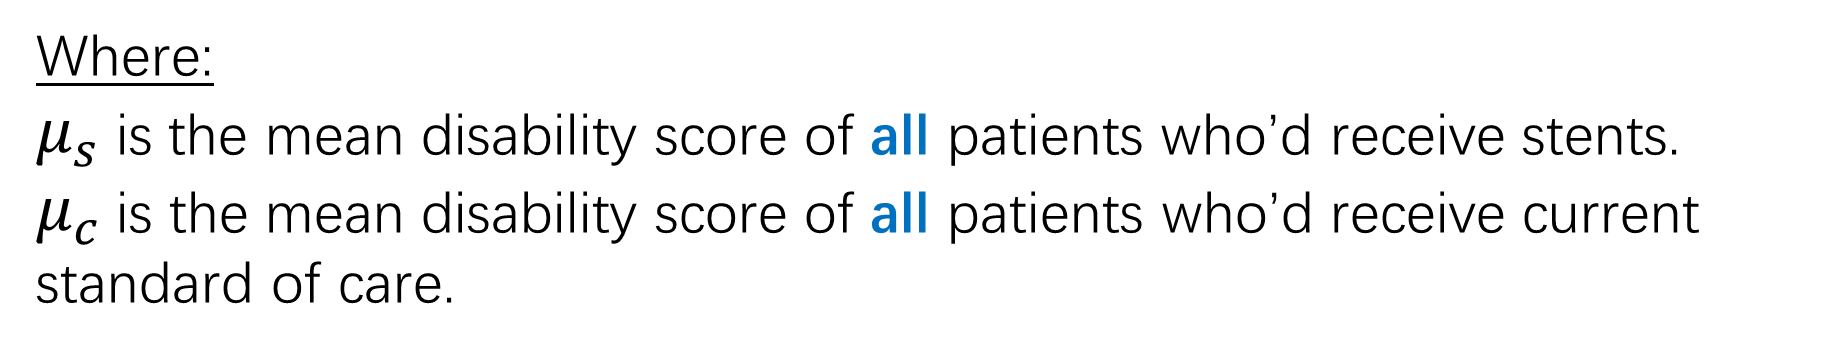 Where:
μₛ is the mean disability score of all patients who’d receive stents.
μ꜀ is the mean disability score of all patients who’d receive current
standard of care.